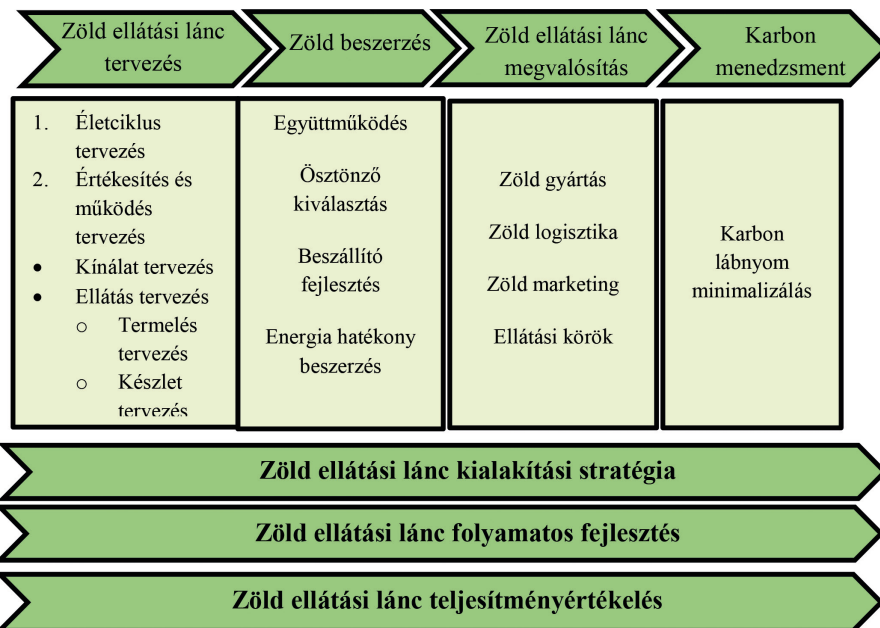 Zöld ellátási lánc
tervezés
Zöld beszerzés
Zöld ellátási lánc
megvalósítás
Karbon
menedzsment
1. Életciklus
tervezés
2. Értékesítés és
működés
tervezés
• Kínálat tervezés
• Ellátás tervezés
o Termelés
tervezés
o Készlet
tervezés
Együttműködés
Ösztönző
kiválasztás
Beszállító
fejlesztés
Energia hatékony
beszerzés
Zöld gyártás
Zöld logisztika
Zöld marketing
Ellátási körök
Karbon
lábnyom
minimalizálás
Zöld ellátási lánc kialakítási stratégia
Zöld ellátási lánc folyamatos fejlesztés
Zöld ellátási lánc teljesítményértékelés